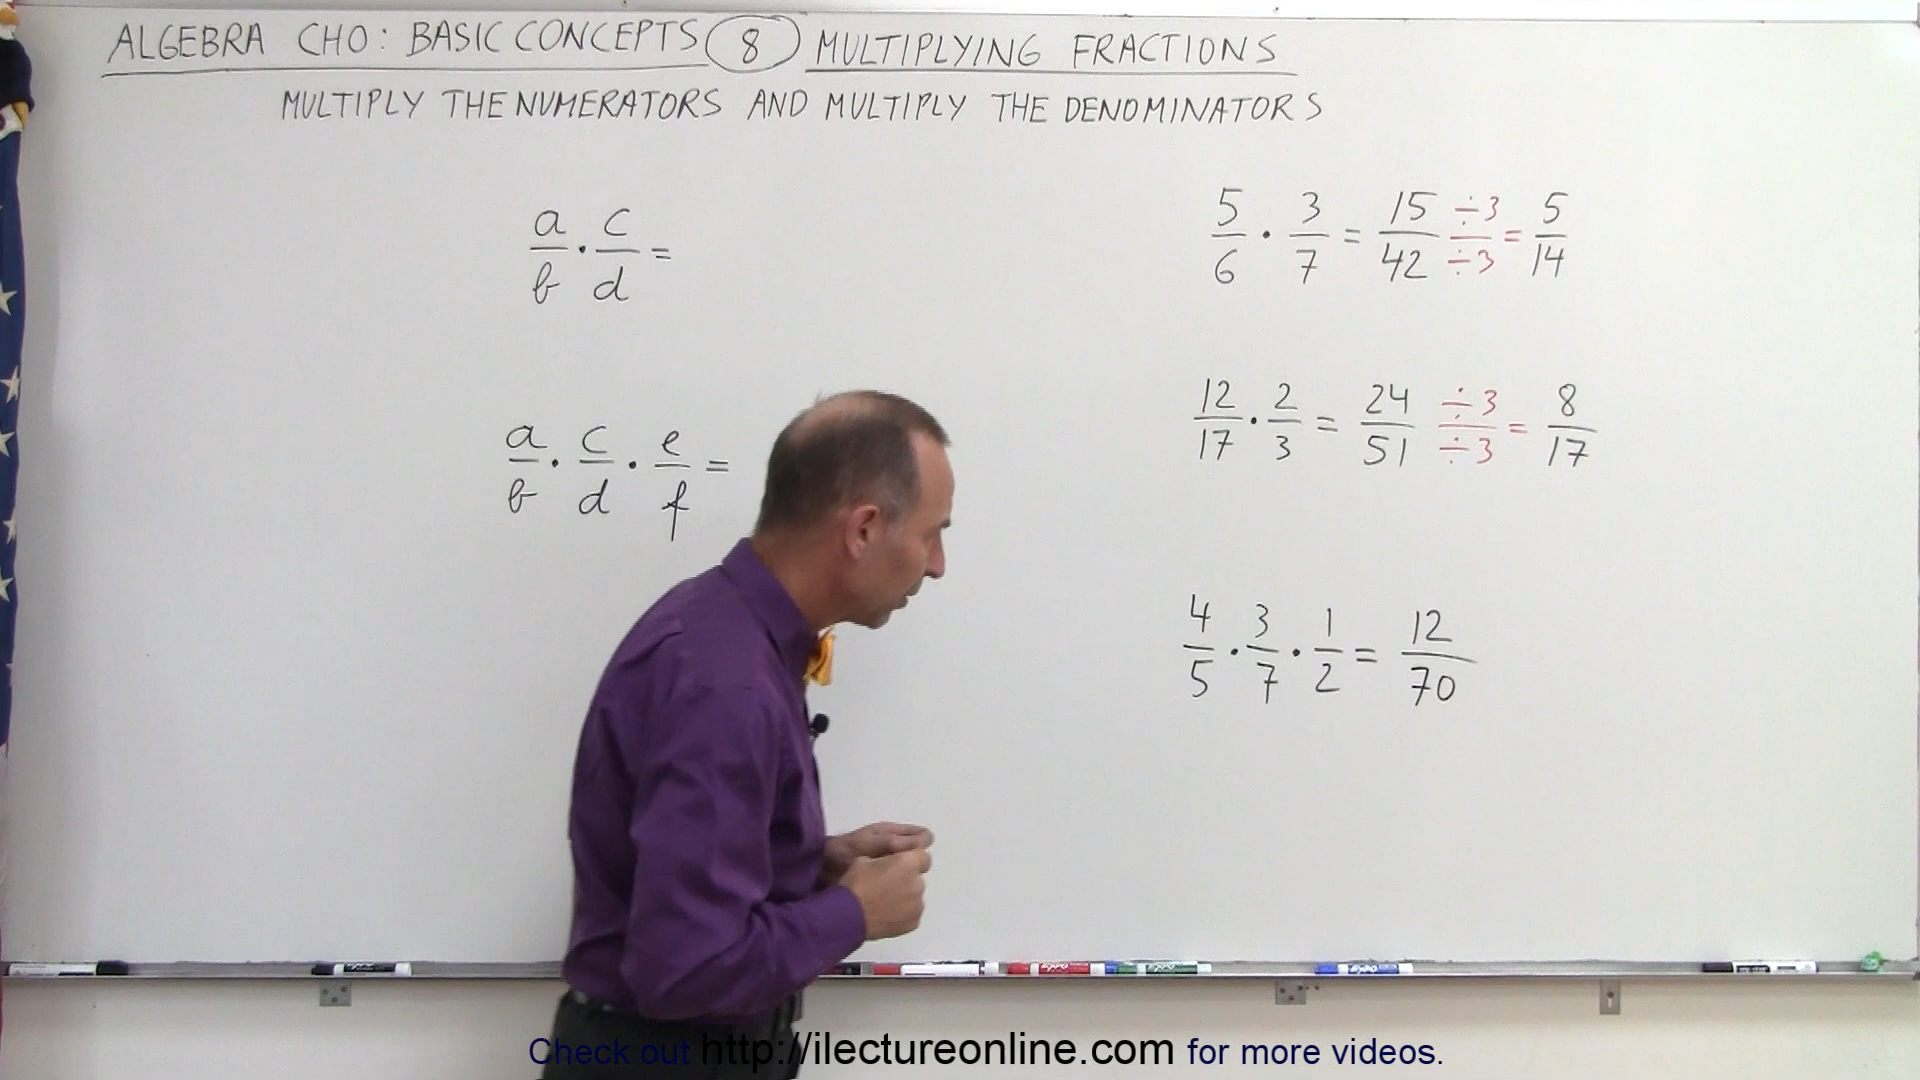 ALGEBRA CHO: BASIC CONCEPTS 8 MULTIPLYING FRACTIONS
MULTIPLY THE NUMERATORS AND MULTIPLY THE DENOMINATORS
a/b · c/d =
5/6 · 3/7 = 15/42 ÷3/÷3 = 5/14
a/b · c/d · e/f =
12/17 · 2/3 = 24/51 ÷3/÷3 = 8/17
4/5 · 3/7 · 1/2 = 12/70
Check out http://ilectureonline.com for more videos.